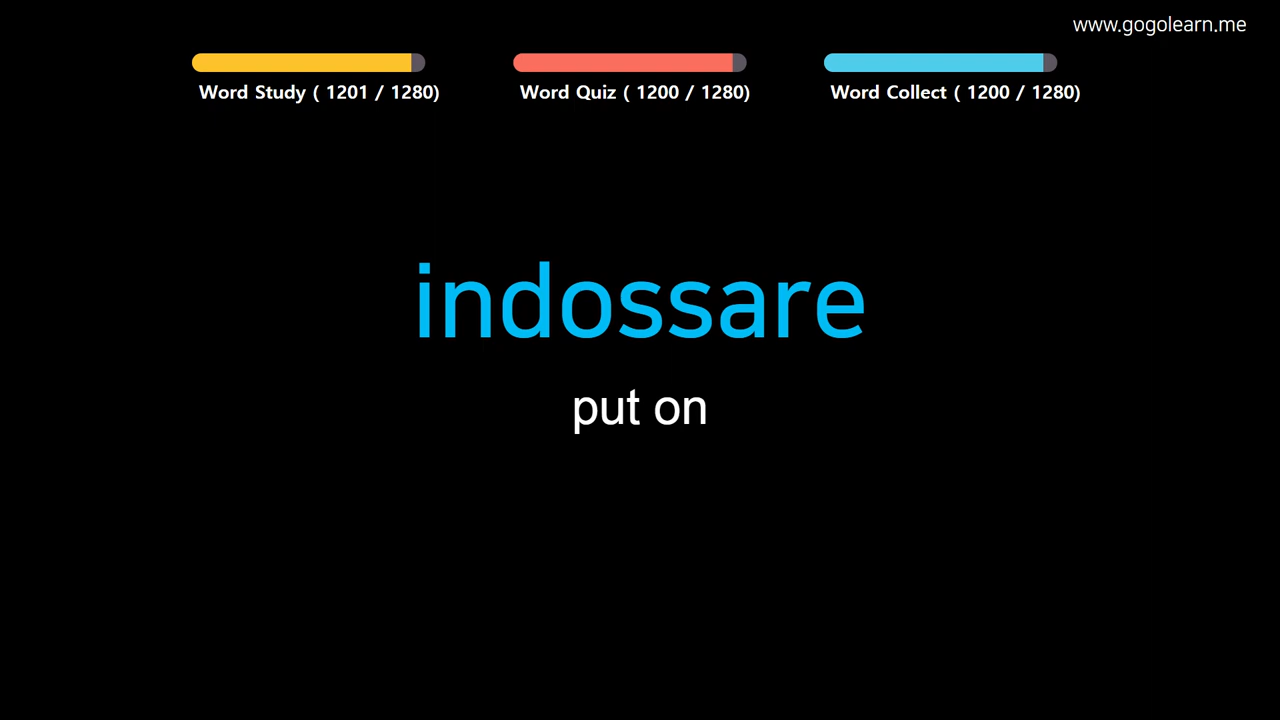 www.gogolearn.me
Word Study ( 1201 / 1280)
Word Quiz ( 1200 / 1280)
Word Collect ( 1200 / 1280)
indossare
put on